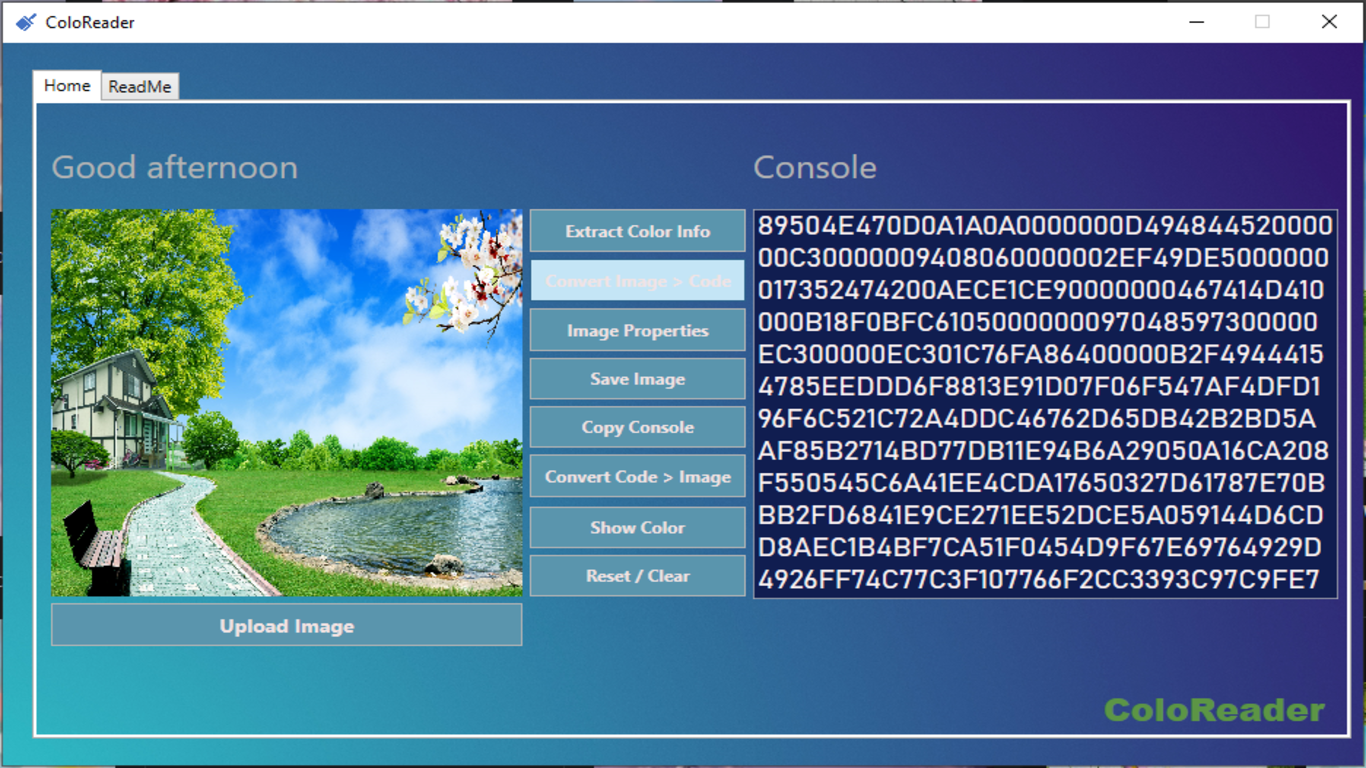 ColoReader
Home
ReadMe
Good afternoon
Extract Color Info
Convert Image > Code
Image Properties
Save Image
Copy Console
Convert Code > Image
Show Color
Reset / Clear
Upload Image
Console
89504E470D0A1A0A0000000D494844520000
00C30000009408060000002EF49DE5000000
017352474200AECE1CE90000000467414D410
000B18F0BFC6105000000097048597300000
EC300000EC301C76FA86400000B2F4944415
4785EEDDD6F8813E91D07F06F547AF4DFD1
96F6C521C72A4DDC46762D65DB42B2BD5A
AF85B2714BD77DB11E94B6A29050A16CA208
F550545C6A41EE4CDA17650327D61787E70B
BB2FD6841E9CE271EE52DCE5A059144D6CD
D8AEC1B4BF7CA51F0454D9F67E69764929D
4926FF74C77C3F107766F2CC3393C97C9FE7
ColoReader